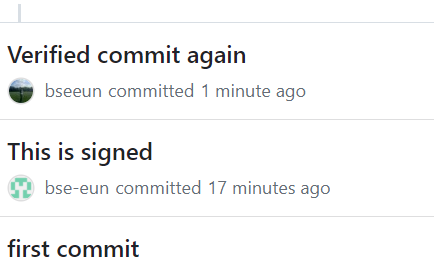 Verified commit again
bseeun committed 1 minute ago
This is signed
bse-eun committed 17 minutes ago
first commit